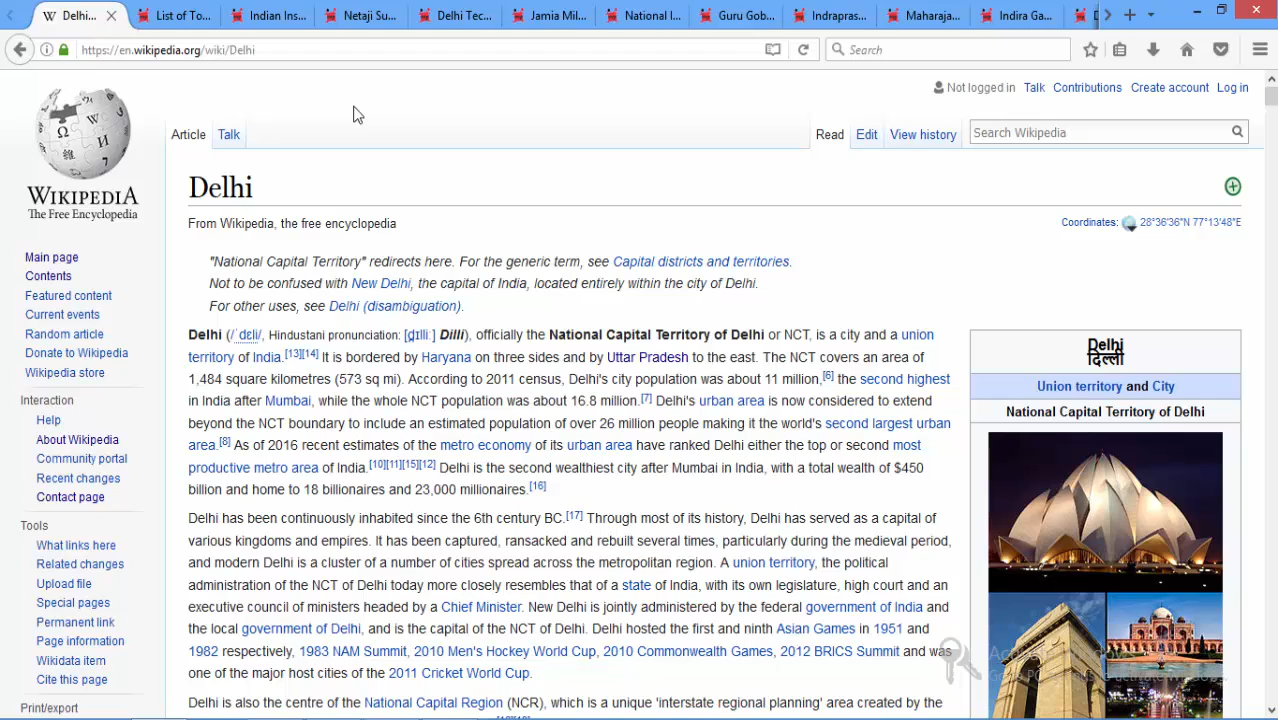 Delhi...
List of To...
Indian Ins...
Netaji Su...
Delhi Tec...
Jamia Mil...
National I...
Guru Gob...
Indrapras...
Maharaja...
Indira Ga...
https://en.wikipedia.org/wiki/Delhi
Search
Not logged in Talk Contributions Create account Log in
Article Talk
Read Edit View history
Search Wikipedia
WIKIPEDIA
The Free Encyclopedia
Main page
Contents
Featured content
Current events
Random article
Donate to Wikipedia
Wikipedia store
Interaction
Help
About Wikipedia
Community portal
Recent changes
Contact page
Tools
What links here
Related changes
Upload file
Special pages
Permanent link
Page information
Wikidata item
Cite this page
Print/export
Delhi
From Wikipedia, the free encyclopedia
Coordinates: 28°36'36"N 77°13'48"E
"National Capital Territory" redirects here. For the generic term, see Capital districts and territories.
Not to be confused with New Delhi, the capital of India, located entirely within the city of Delhi.
For other uses, see Delhi (disambiguation).
Delhi (/ˈdɛli/, Hindustani pronunciation: [d̪ɪlliː] Dilli), officially the National Capital Territory of Delhi or NCT, is a city and a union
territory of India.[13][14] It is bordered by Haryana on three sides and by Uttar Pradesh to the east. The NCT covers an area of
1,484 square kilometres (573 sq mi). According to 2011 census, Delhi's city population was about 11 million,[6] the second highest
in India after Mumbai, while the whole NCT population was about 16.8 million.[7] Delhi's urban area is now considered to extend
beyond the NCT boundary to include an estimated population of over 26 million people making it the world's second largest urban
area.[8] As of 2016 recent estimates of the metro economy of its urban area have ranked Delhi either the top or second most
productive metro area of India.[10][11][15][12] Delhi is the second wealthiest city after Mumbai in India, with a total wealth of $450
billion and home to 18 billionaires and 23,000 millionaires.[16]
Delhi has been continuously inhabited since the 6th century BC.[17] Through most of its history, Delhi has served as a capital of
various kingdoms and empires. It has been captured, ransacked and rebuilt several times, particularly during the medieval period,
and modern Delhi is a cluster of a number of cities spread across the metropolitan region. A union territory, the political
administration of the NCT of Delhi today more closely resembles that of a state of India, with its own legislature, high court and an
executive council of ministers headed by a Chief Minister. New Delhi is jointly administered by the federal government of India and
the local government of Delhi, and is the capital of the NCT of Delhi. Delhi hosted the first and ninth Asian Games in 1951 and
1982 respectively, 1983 NAM Summit, 2010 Men's Hockey World Cup, 2010 Commonwealth Games, 2012 BRICS Summit and was
one of the major host cities of the 2011 Cricket World Cup.
Delhi is also the centre of the National Capital Region (NCR), which is a unique 'interstate regional planning' area created by the
Delhi
दिल्ली
Union territory and City
National Capital Territory of Delhi